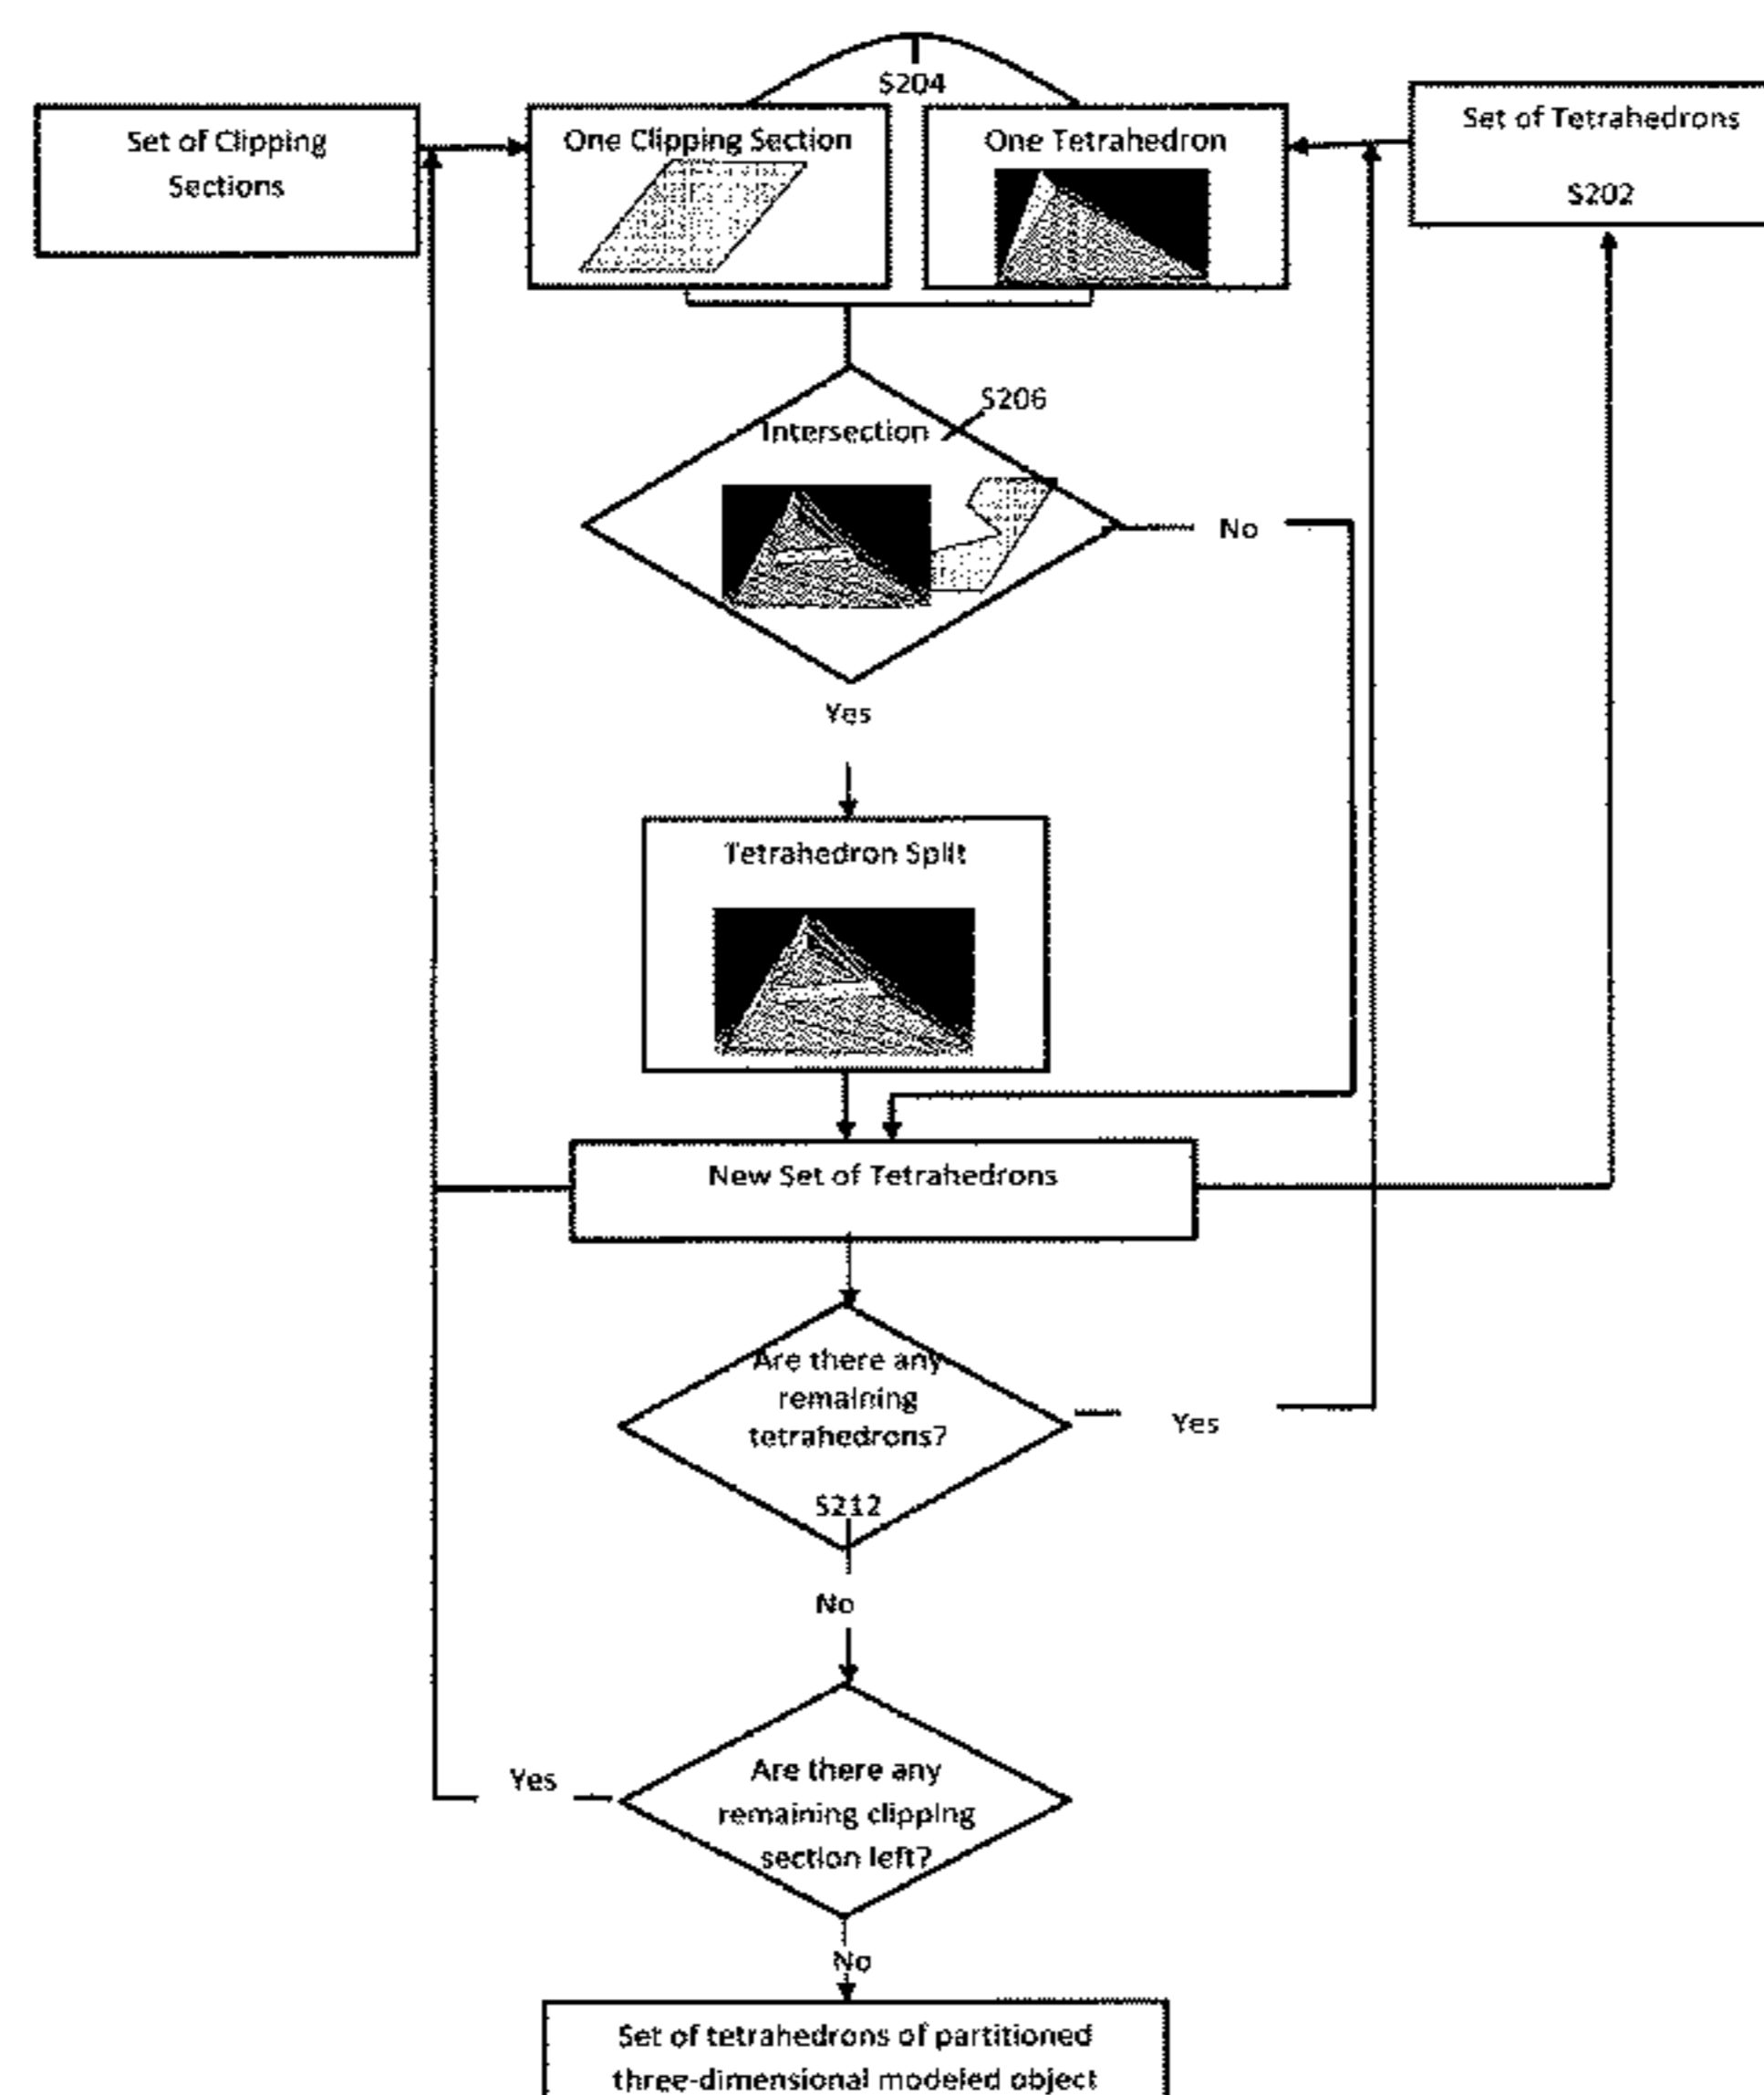 S204
Set of Clipping
Sections
One Clipping Section
One Tetrahedron
Set of Tetrahedrons
S202
S206
Intersection
No
Yes
Tetrahedron Split
New Set of Tetrahedrons
Are there any
remaining
tetrahedrons?
S212
Yes
No
Yes
Are there any
remaining clipping
section left?
No
Set of tetrahedrons of partitioned
three-dimensional modeled object